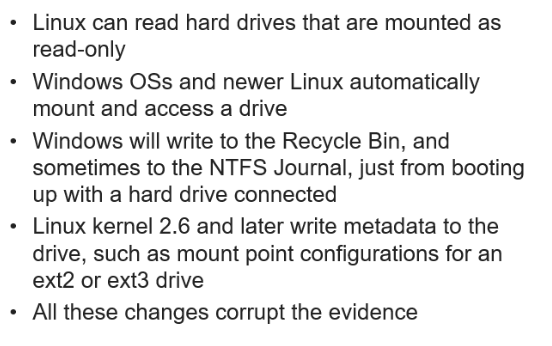 • Linux can read hard drives that are mounted as
read-only
• Windows OSs and newer Linux automatically
mount and access a drive
• Windows will write to the Recycle Bin, and
sometimes to the NTFS Journal, just from booting
up with a hard drive connected
• Linux kernel 2.6 and later write metadata to the
drive, such as mount point configurations for an
ext2 or ext3 drive
• All these changes corrupt the evidence